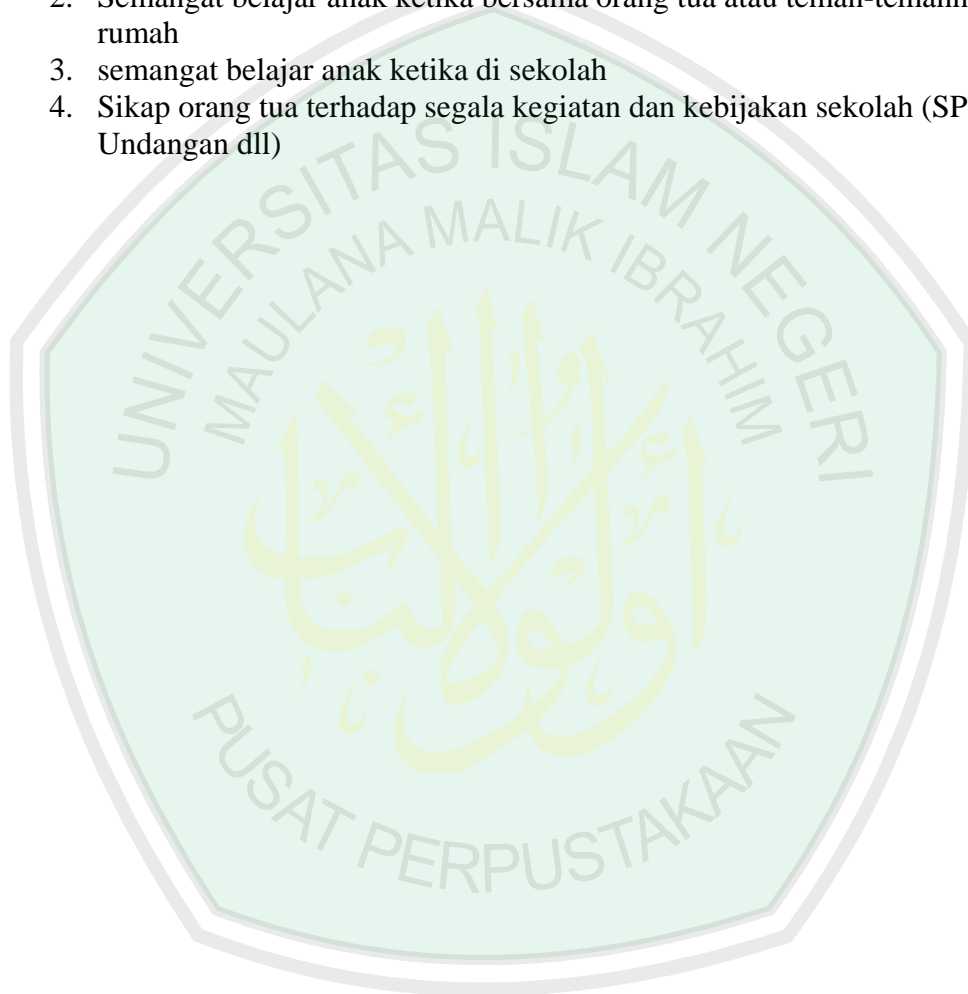 2. Semangat belajar anak ketika bersama orang tua atau
rumah
3. semangat belajar anak ketika di sekolah
4. Sikap orang tua terhadap segala kegiatan dan kebijakan sekolah (SP
Undangan dll)
UNIVERSITAS ISLAM NEGERI
MAULANA MALIK IBRAHIM
أولوا الألباب
PUSAT PERPUSTAKAAN